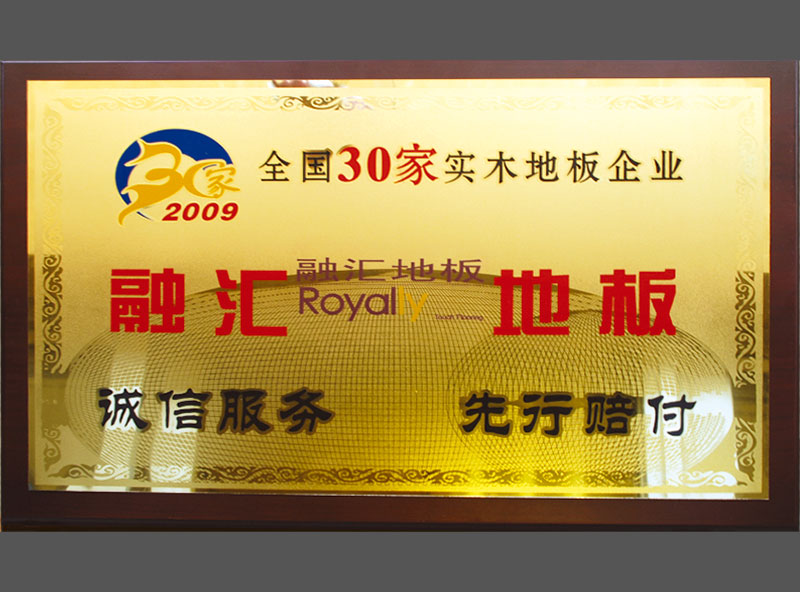 30家
2009
全国30家实木地板企业
融汇地板
融汇地板
Royally
诚信服务 先行赔付